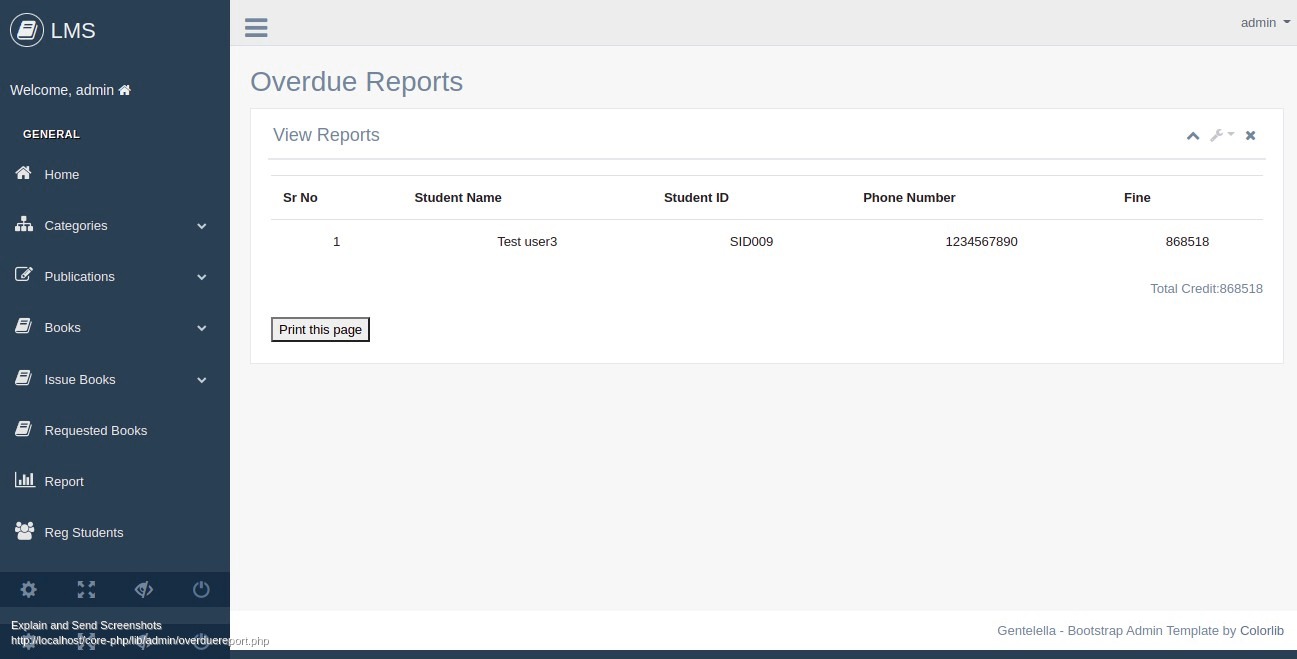 LMS
admin
Welcome, admin
GENERAL
Home
Categories
Publications
Books
Issue Books
Requested Books
Report
Reg Students
Overdue Reports
View Reports
Sr No Student Name Student ID Phone Number Fine
1 Test user3 SID009 1234567890 868518
Total Credit:868518
Print this page
Explain and Send Screenshots
http://localhost/core-php/lib/admin/overduereport.php
Gentelella - Bootstrap Admin Template by Colorlib